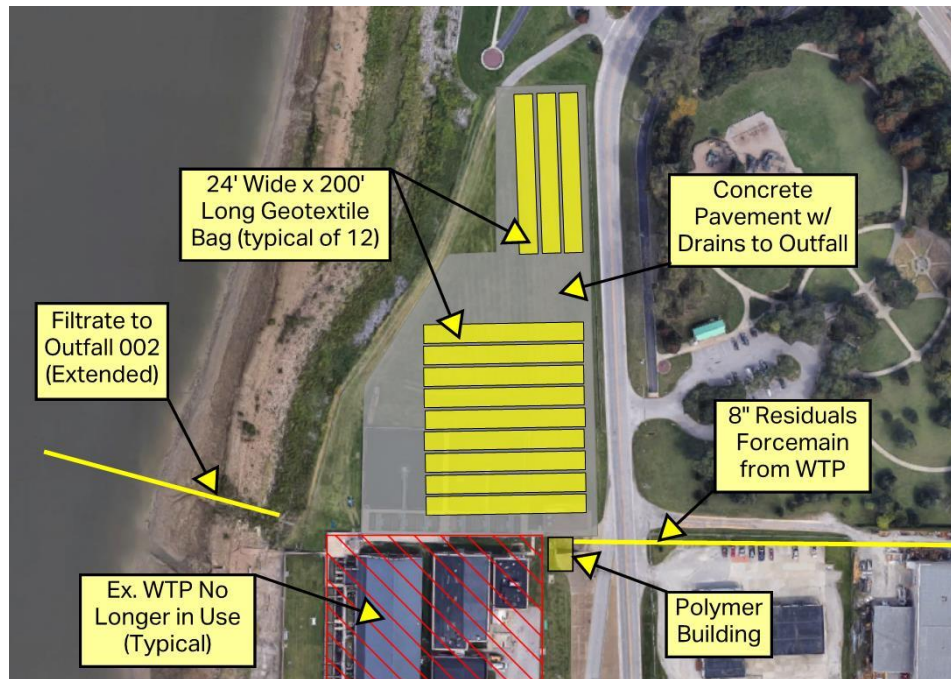 24' Wide x 200'
Long Geotextile
Bag (typical of 12)
Concrete
Pavement w/
Drains to Outfall
Filtrate to
Outfall 002
(Extended)
8" Residuals
Forcemain
from WTP
Ex. WTP No
Longer in Use
(Typical)
Polymer
Building